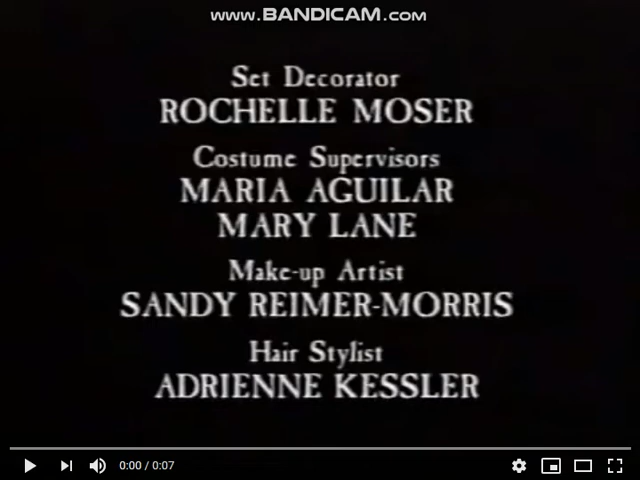 www.BANDICAM.com
Set Decorator
ROCHELLE MOSER
Costume Supervisors
MARIA AGUILAR
MARY LANE
Make-up Artist
SANDY REIMER-MORRIS
Hair Stylist
ADRIENNE KESSLER
0:00 / 0:07